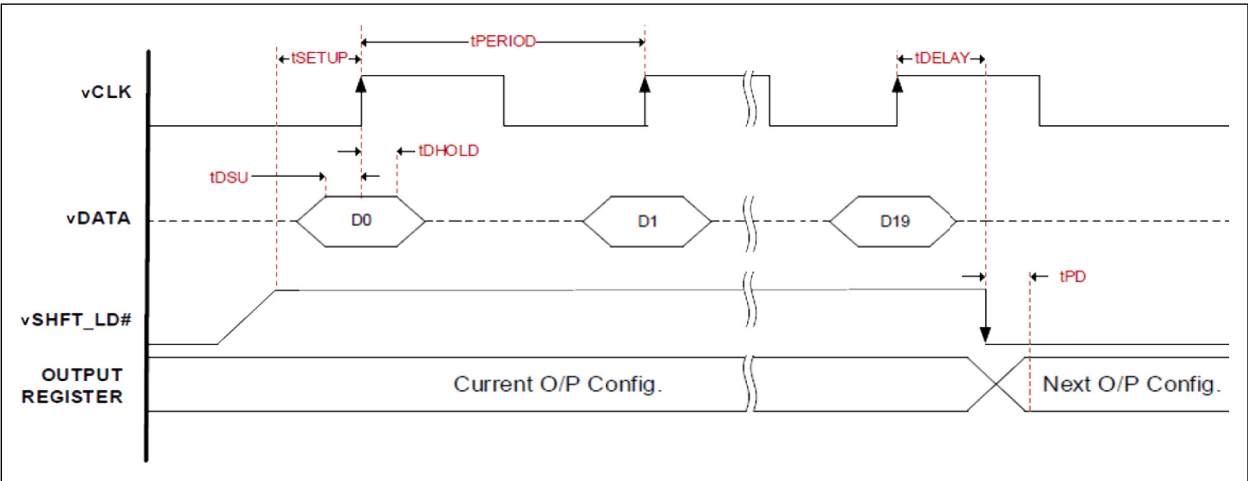 tSETUP
tPERIOD
tDELAY
vCLK
tDHOLD
tDSU
vDATA
D0
D1
D19
tPD
vSHFT_LD#
OUTPUT
REGISTER
Current O/P Config.
Next O/P Config.